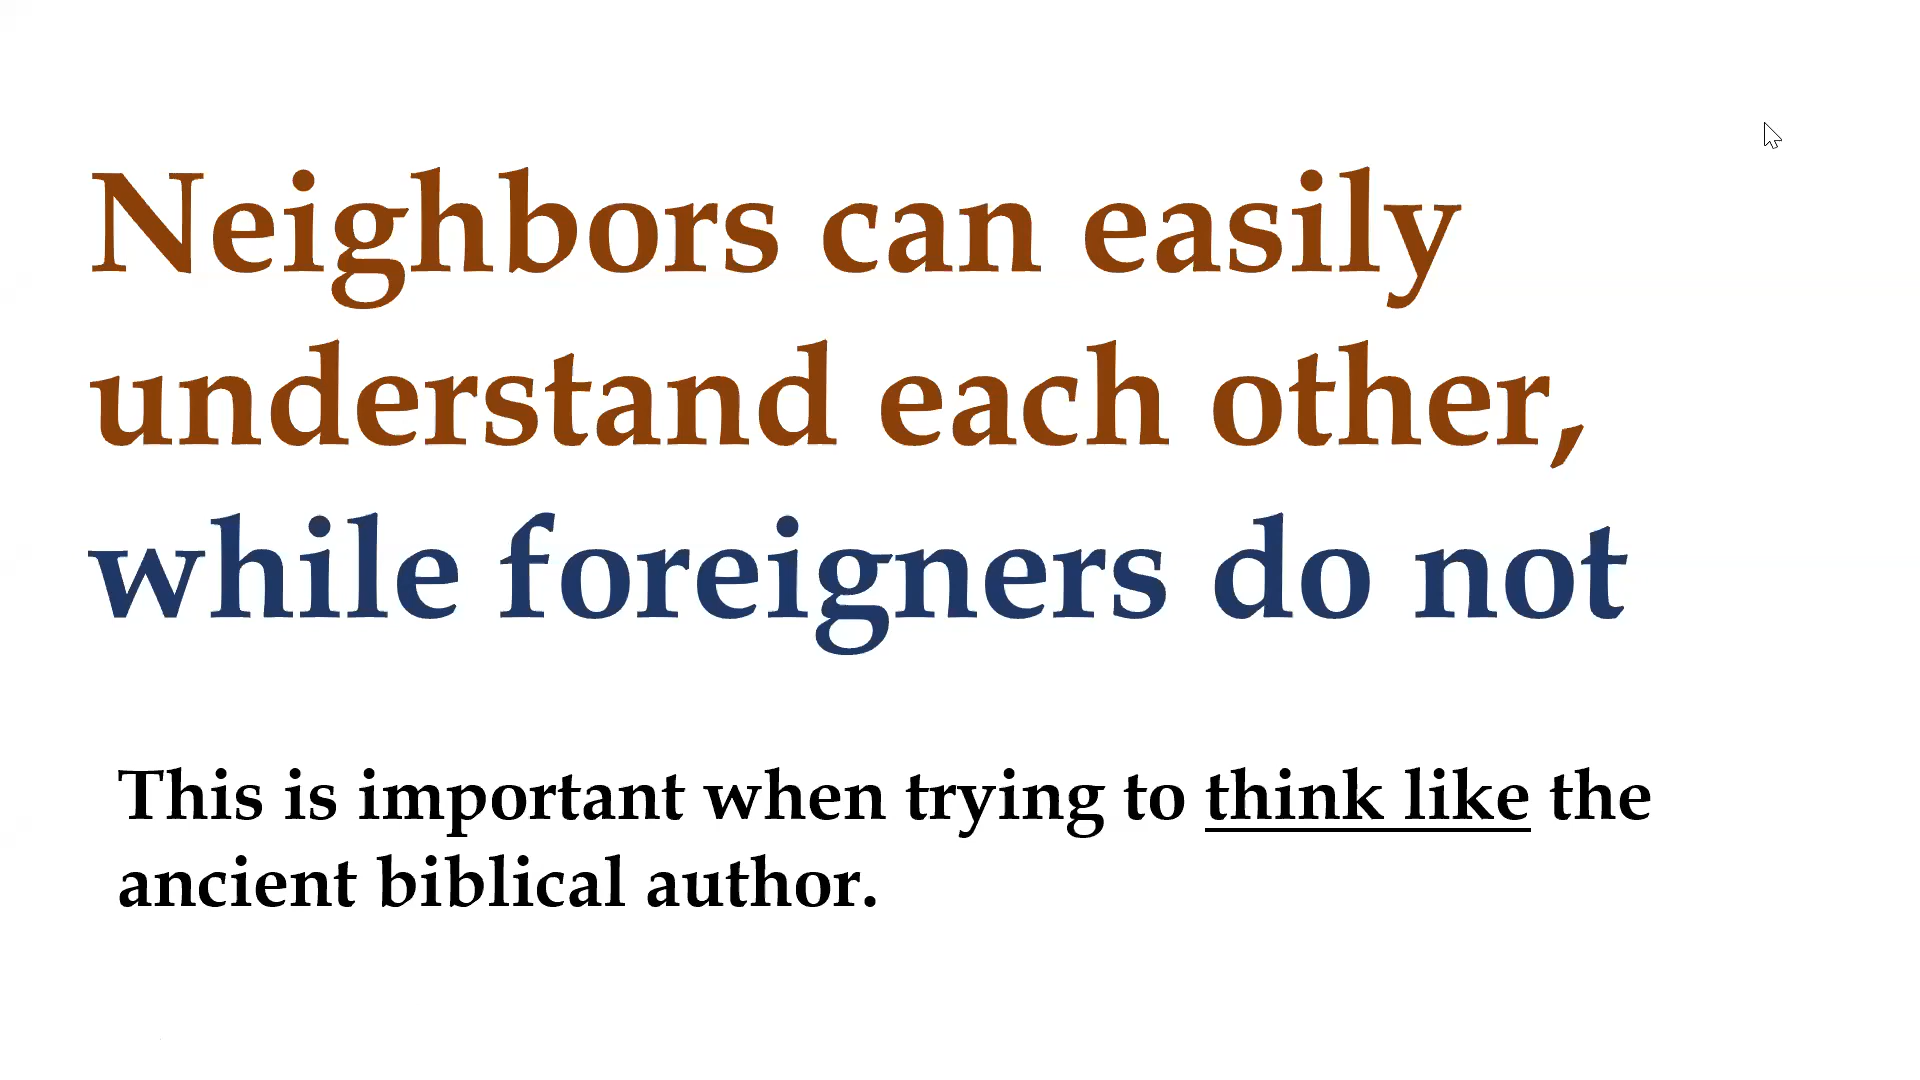 Neighbors can easily
understand each other,
while foreigners do not
This is important when trying to think like the
ancient biblical author.